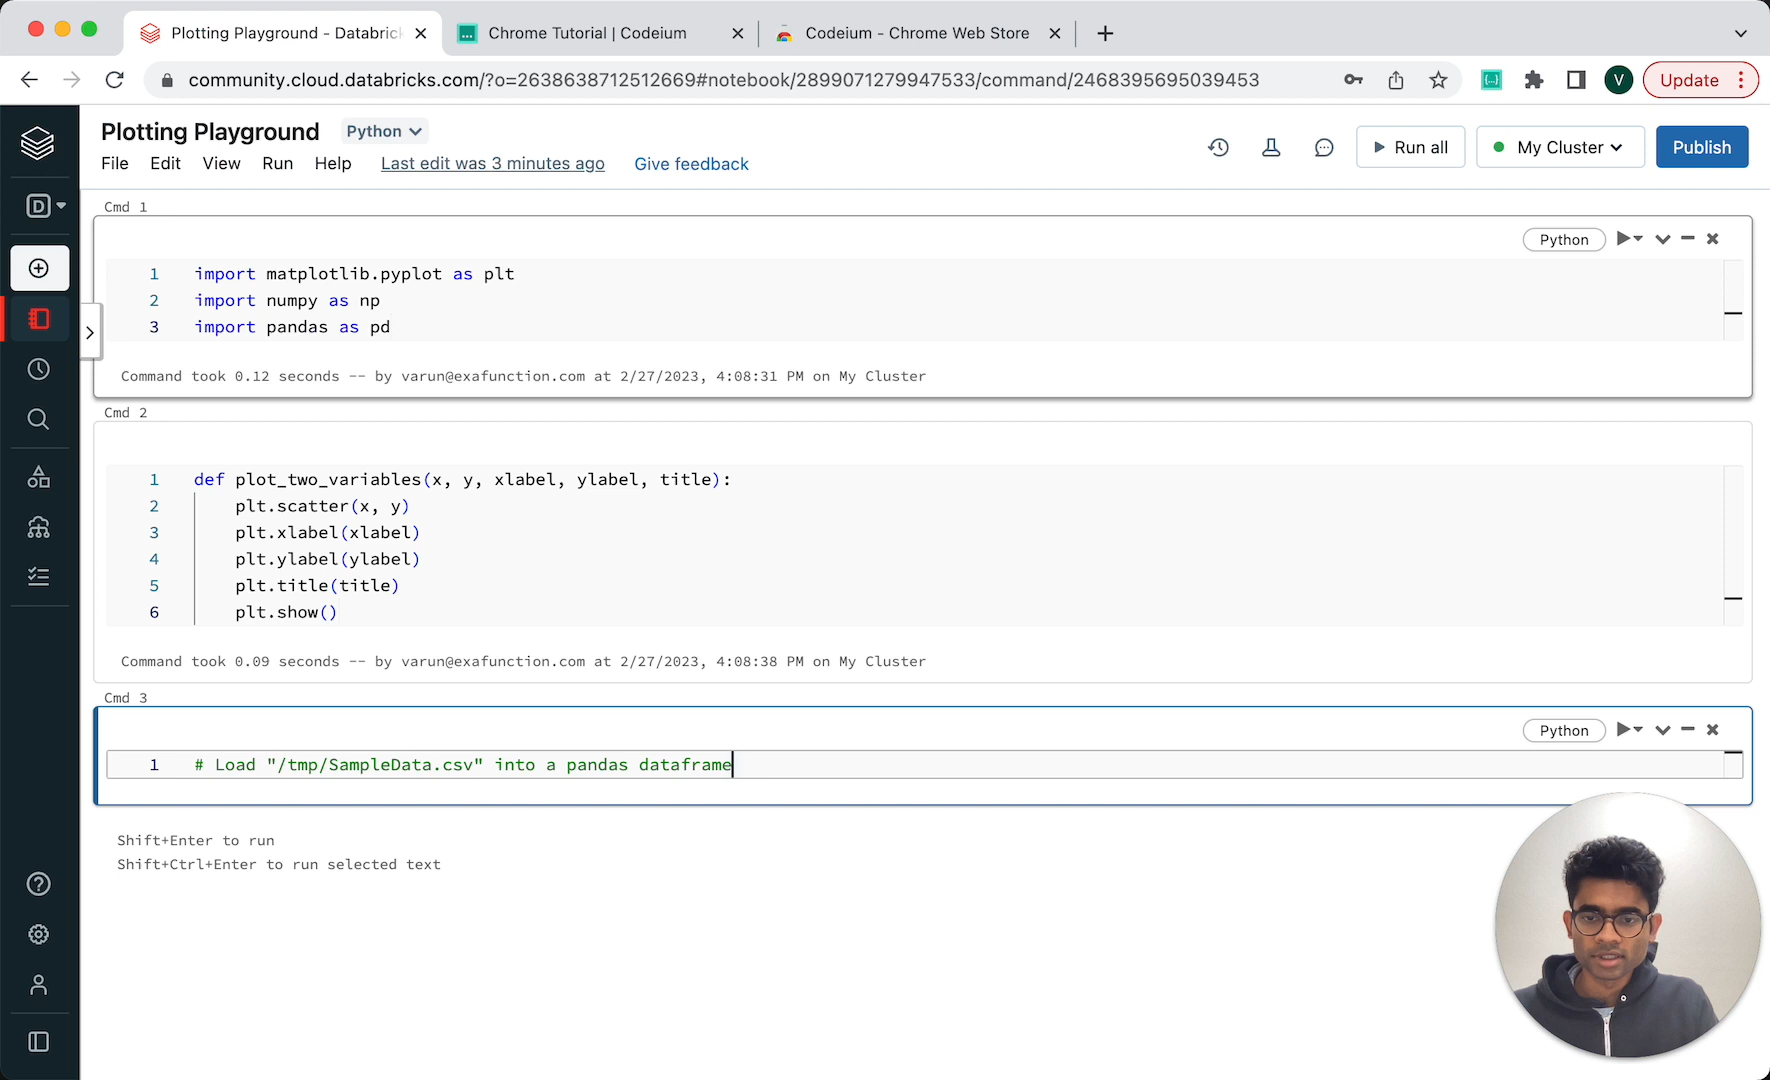 Plotting Playground - Databric
Chrome Tutorial | Codeium
Codeium - Chrome Web Store
community.cloud.databricks.com/?o=2638638712512669#notebook/2899071279947533/command/2468395695039453
V
Update
Plotting Playground
Python
File Edit View Run Help Last edit was 3 minutes ago Give feedback
Run all
My Cluster
Publish
D
Cmd 1
Python
1 import matplotlib.pyplot as plt
2 import numpy as np
3 import pandas as pd
Command took 0.12 seconds -- by varun@exafunction.com at 2/27/2023, 4:08:31 PM on My Cluster
Cmd 2
1 def plot_two_variables(x, y, xlabel, ylabel, title):
2 plt.scatter(x, y)
3 plt.xlabel(xlabel)
4 plt.ylabel(ylabel)
5 plt.title(title)
6 plt.show()
Command took 0.09 seconds -- by varun@exafunction.com at 2/27/2023, 4:08:38 PM on My Cluster
Cmd 3
Python
1 # Load "/tmp/SampleData.csv" into a pandas dataframe
Shift+Enter to run
Shift+Ctrl+Enter to run selected text